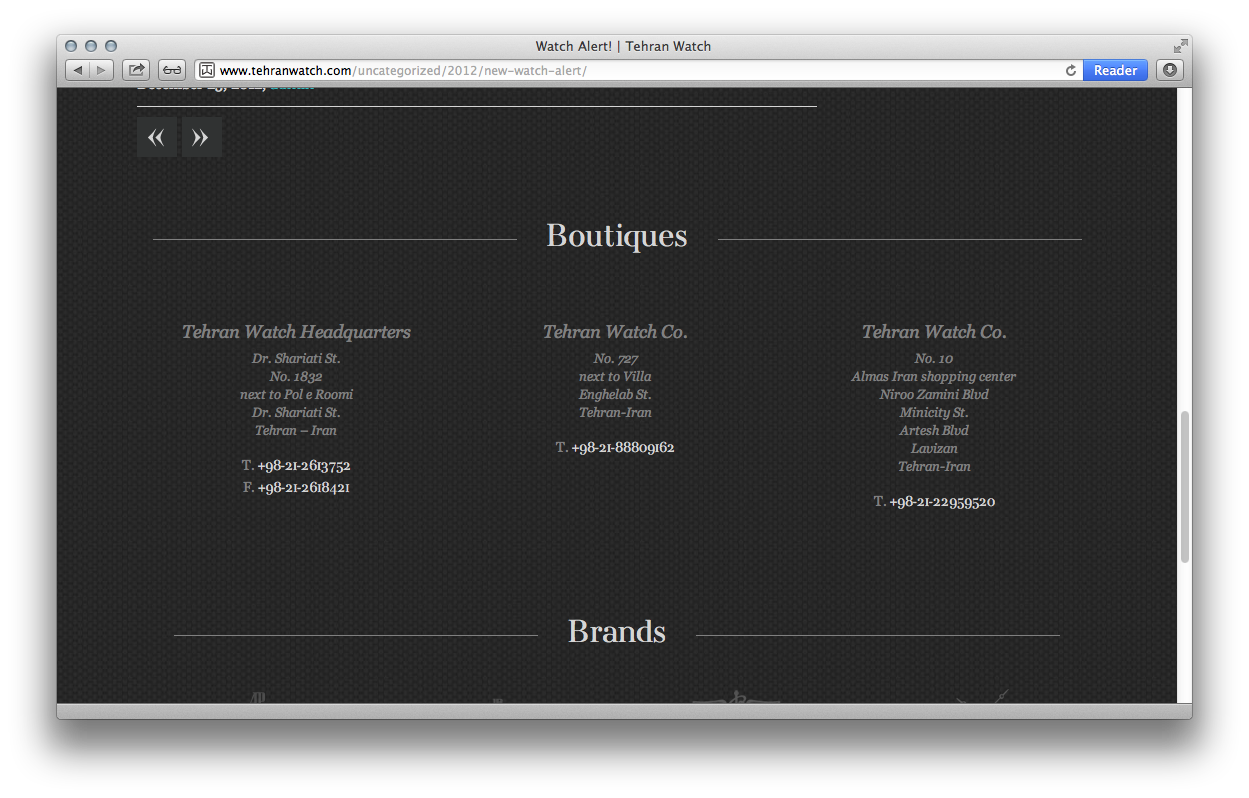 Watch Alert! | Tehran Watch
www.tehranwatch.com/uncategorized/2012/new-watch-alert/
Reader
«
»
Boutiques
Tehran Watch Headquarters
Dr. Shariati St.
No. 1832
next to Pol e Roomi
Dr. Shariati St.
Tehran – Iran
T. +98-21-2613752
F. +98-21-2618421
Tehran Watch Co.
No. 727
next to Villa
Enghelab St.
Tehran-Iran
T. +98-21-88809162
Tehran Watch Co.
No. 10
Almas Iran shopping center
Niroo Zamini Blvd
Minicity St.
Artesh Blvd
Lavizan
Tehran-Iran
T. +98-21-22959520
Brands